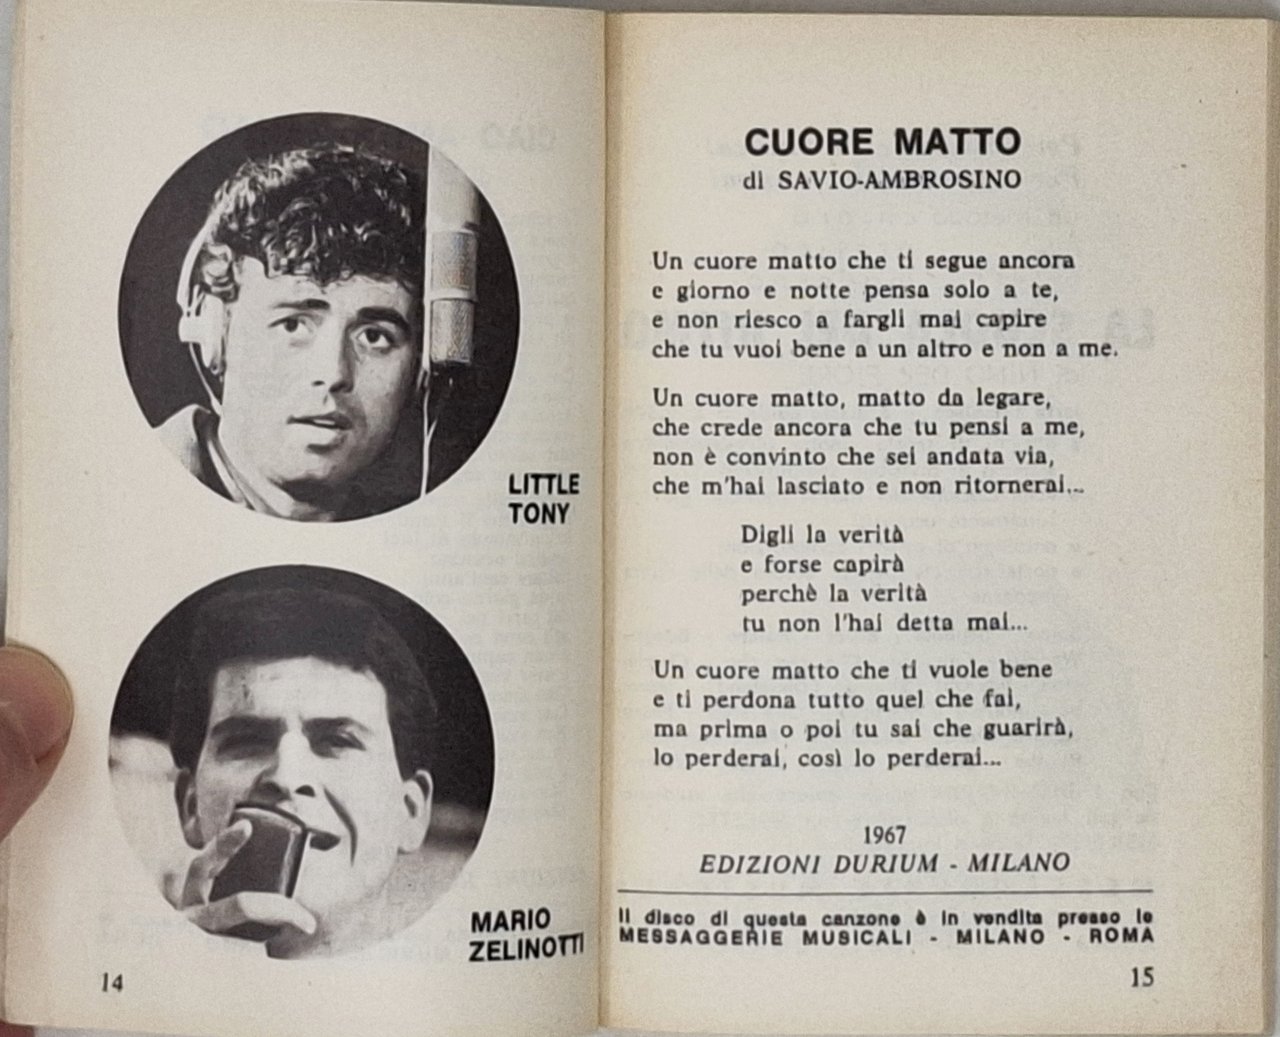 LITTLE
TONY
MARIO
ZELINOTTI
14
CUORE MATTO
di SAVIO-AMBROSINO
Un cuore matto che ti segue ancora
e giorno e notte pensa solo a te,
e non riesco a fargli mai capire
che tu vuoi bene a un altro e non a me.
Un cuore matto, matto da legare,
che crede ancora che tu pensi a me,
non è convinto che sei andata via,
che m'hai lasciato e non ritornerai...
Digli la verità
e forse capirà
perchè la verità
tu non l'hai detta mai...
Un cuore matto che ti vuole bene
e ti perdona tutto quel che fai,
ma prima o poi tu sai che guarirà,
lo perderai, così lo perderai...
1967
EDIZIONI DURIUM - MILANO
Il disco di questa canzone è in vendita presso le
MESSAGGERIE MUSICALI - MILANO - ROMA
15